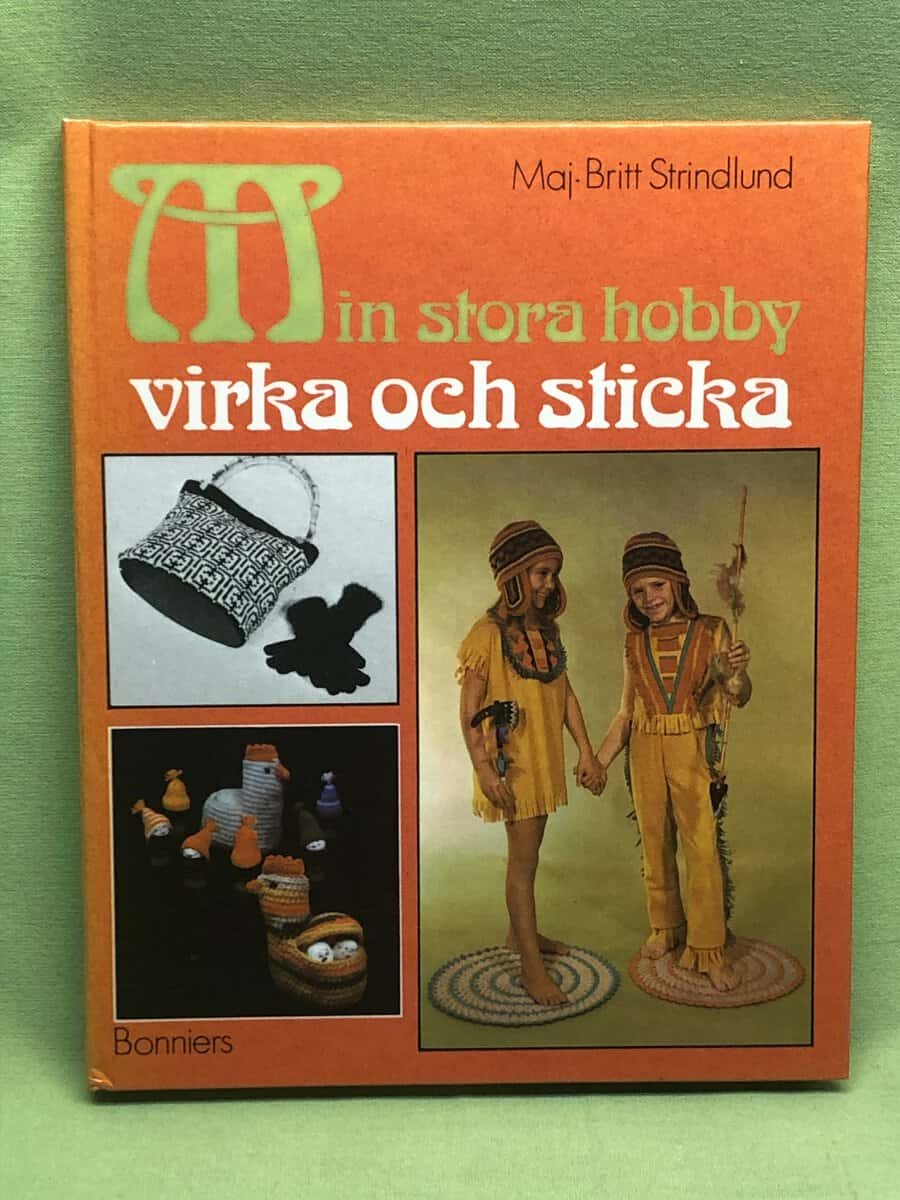 Maj-Britt Strindlund
Min stora hobby
virka och sticka
Bonniers